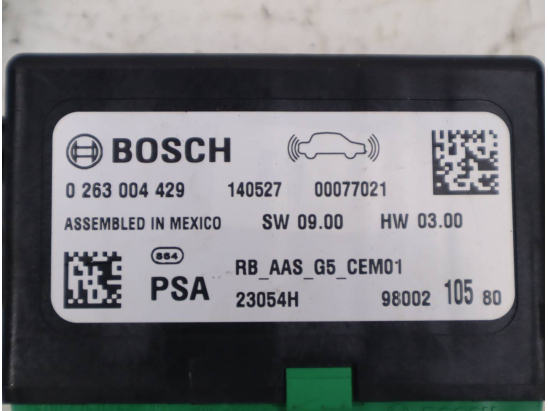 BOSCH
0 263 004 429 140527 00077021
ASSEMBLED IN MEXICO SW 09.00 HW 03.00
864
RB_AAS_G5_CEM01
PSA 23054H 98002 105 80